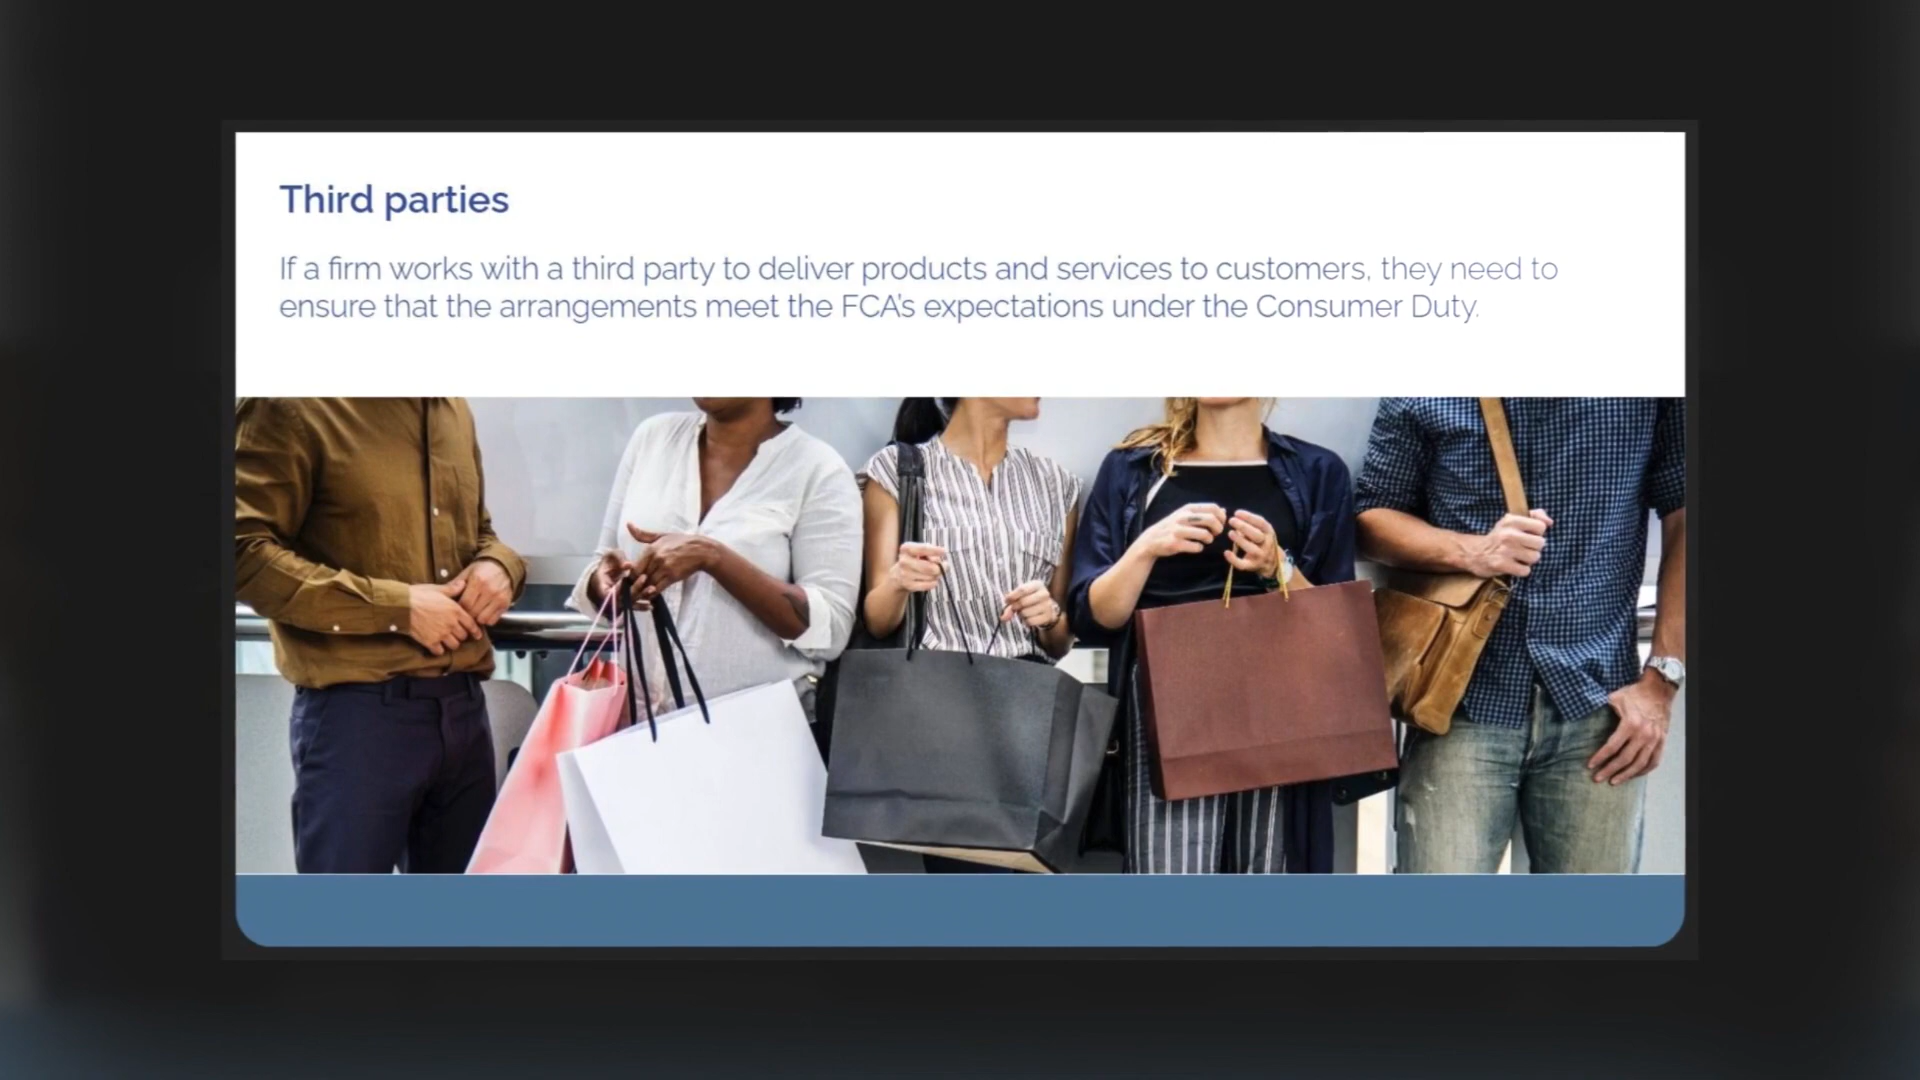 Third parties
If a firm works with a third party to deliver products and services to customers, they need to
ensure that the arrangements meet the FCA's expectations under the Consumer Duty.